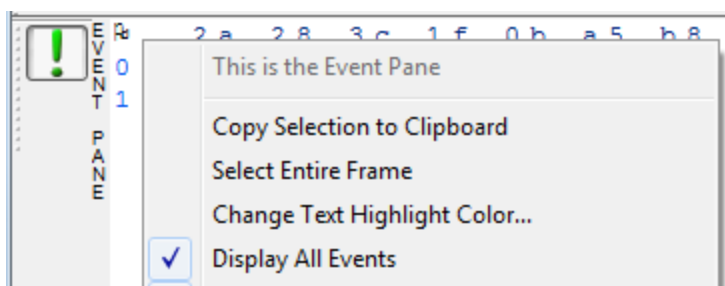 EVENT PANE
2a 28 3c 1f 0b a5 b8
0
1
This is the Event Pane
Copy Selection to Clipboard
Select Entire Frame
Change Text Highlight Color...
Display All Events